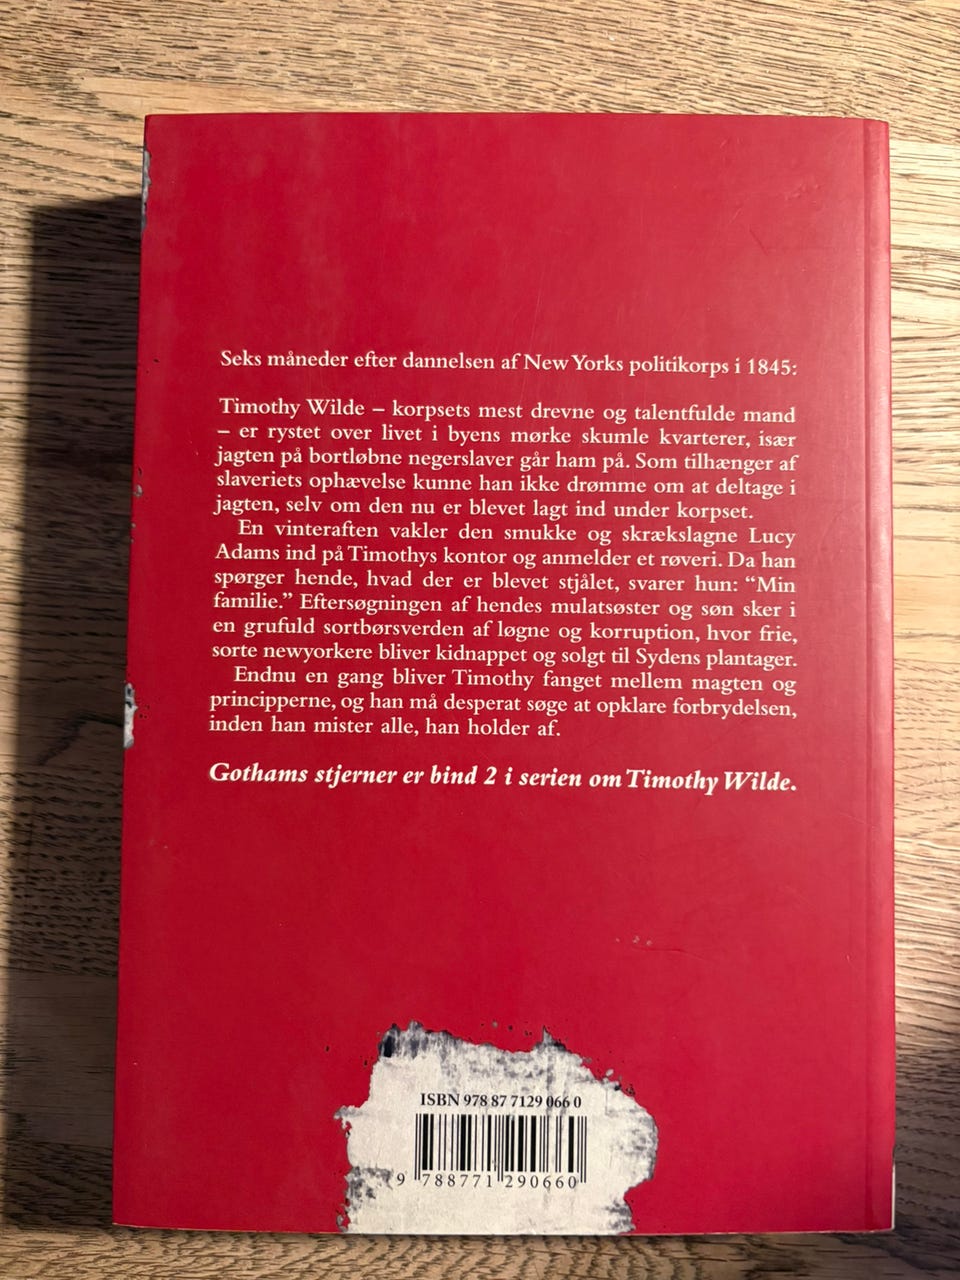 Seks måneder efter dannelsen af New Yorks politikorps i 1845:
Timothy Wilde – korpsets mest drevne og talentfulde mand
– er rystet over livet i byens mørke skumle kvarterer, især
jagten på bortløbne negerslaver går ham på. Som tilhænger af
slaveriets ophævelse kunne han ikke drømme om at deltage i
jagten, selv om den nu er blevet lagt ind under korpset.
En vinteraften vakler den smukke og skrækslagne Lucy
Adams ind på Timothys kontor og anmelder et røveri. Da han
spørger hende, hvad der er blevet stjålet, svarer hun: “Min
familie.” Eftersøgningen af hendes mulatsøster og søn sker i
en grufuld sortbørsverden af løgne og korruption, hvor frie,
sorte newyorkere bliver kidnappet og solgt til Sydens plantager.
Endnu en gang bliver Timothy fanget mellem magten og
principperne, og han må desperat søge at opklare forbrydelsen,
inden han mister alle, han holder af.
Gothams stjerner er bind 2 i serien om Timothy Wilde.
ISBN 978 87 7129 066 0
9 788771 290660